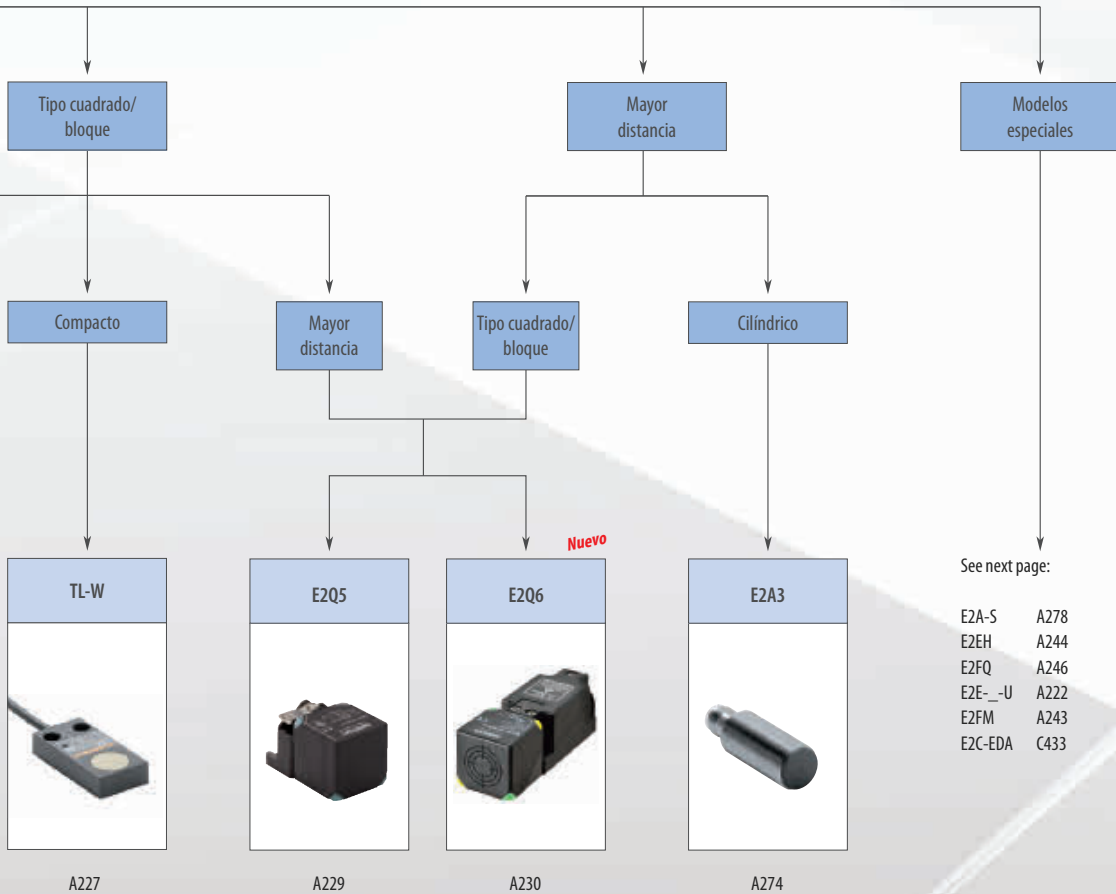 Tipo cuadrado/
bloque
Mayor
distancia
Modelos
especiales
Compacto
Mayor
distancia
Tipo cuadrado/
bloque
Cilíndrico
Nuevo
TL-W
E2Q5
E2Q6
E2A3
See next page:
E2A-S A278
E2EH A244
E2FQ A246
E2E-_-U A222
E2FM A243
E2C-EDA C433
A227
A229
A230
A274